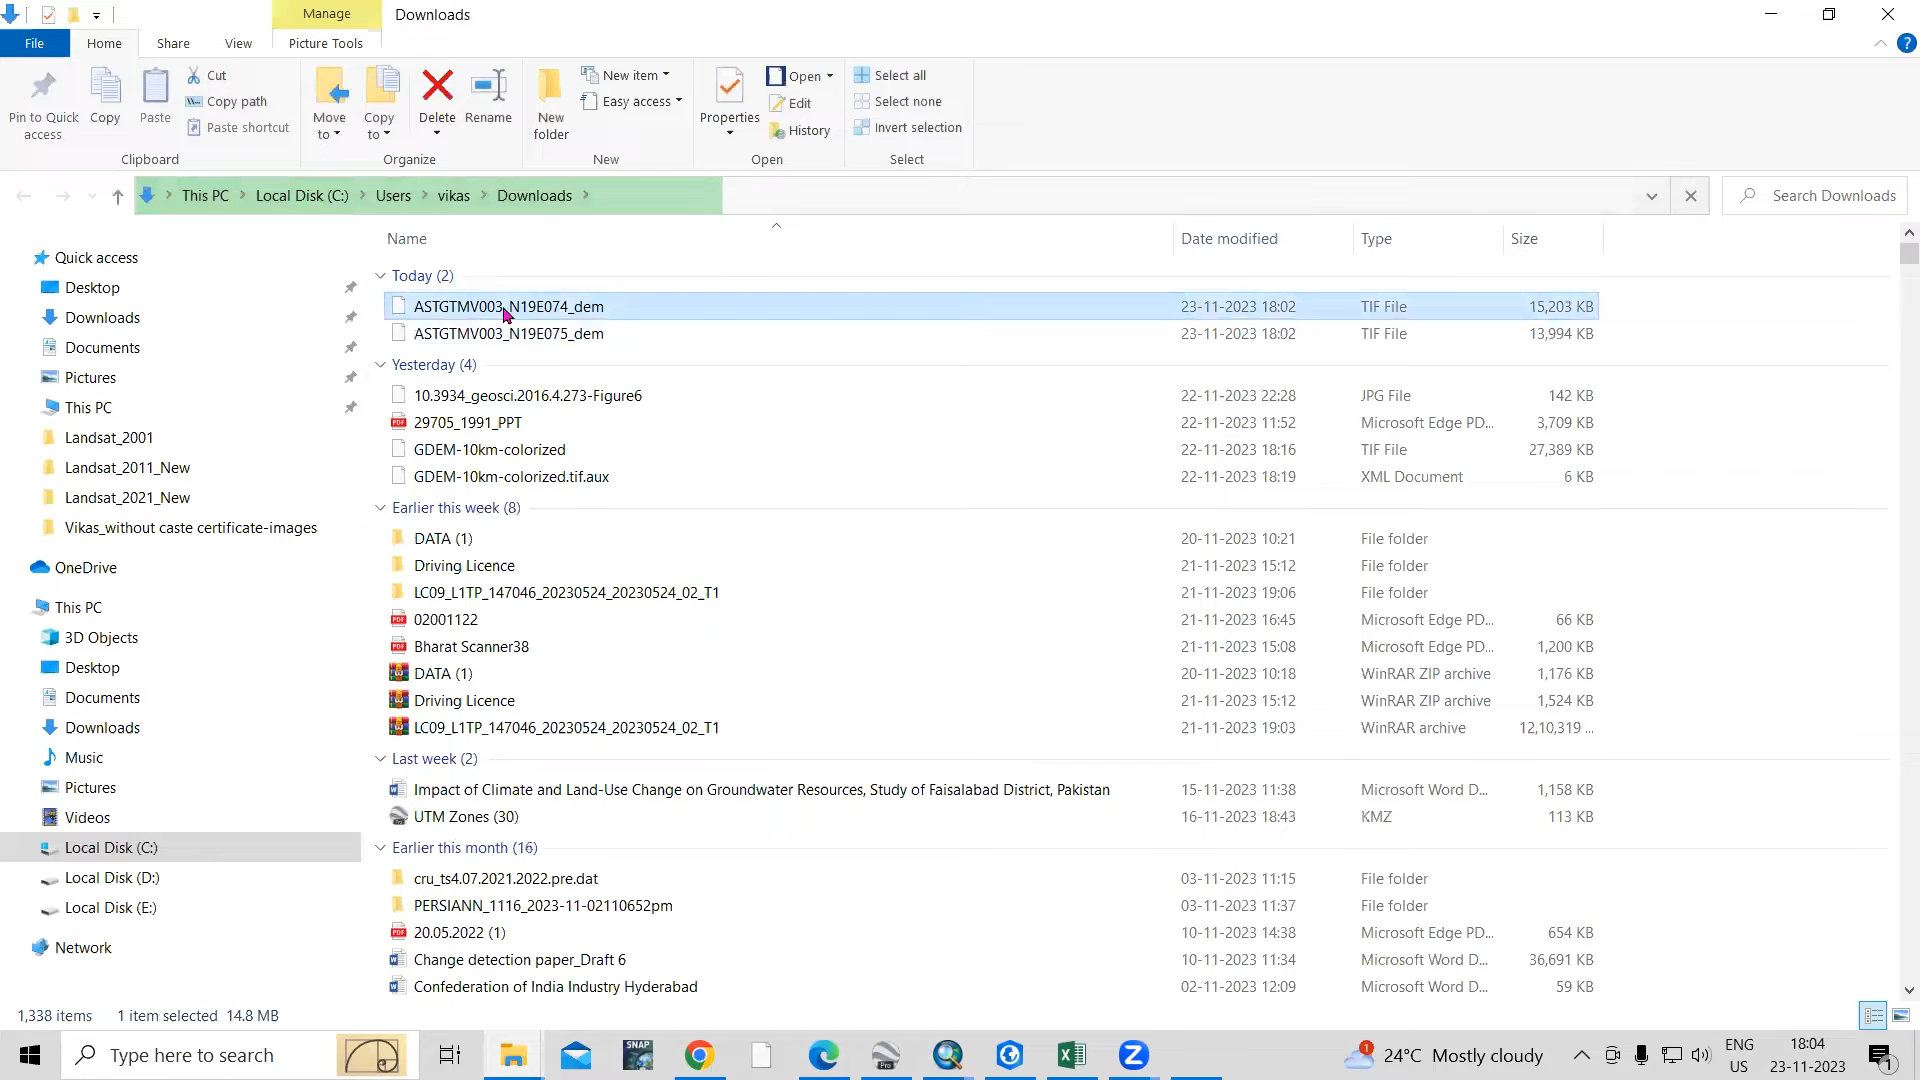 Manage Downloads
File Home Share View Picture Tools
Pin to Quick access
Copy
Paste
Cut
Copy path
Paste shortcut
Clipboard
Move to
Copy to
Delete
Rename
Organize
New folder
New item
Easy access
New
Properties
Open
Edit
History
Open
Select all
Select none
Invert selection
Select
This PC Local Disk (C:) Users vikas Downloads
Search Downloads
Quick access
Desktop
Downloads
Documents
Pictures
This PC
Landsat_2001
Landsat_2011_New
Landsat_2021_New
Vikas_without caste certificate-images
OneDrive
This PC
3D Objects
Desktop
Documents
Downloads
Music
Pictures
Videos
Local Disk (C:)
Local Disk (D:)
Local Disk (E:)
Network
Name Date modified Type Size
Today (2)
ASTGTMV003_N19E074_dem 23-11-2023 18:02 TIF File 15,203 KB
ASTGTMV003_N19E075_dem 23-11-2023 18:02 TIF File 13,994 KB
Yesterday (4)
10.3934_geosci.2016.4.273-Figure6 22-11-2023 22:28 JPG File 142 KB
29705_1991_PPT 22-11-2023 11:52 Microsoft Edge PD... 3,709 KB
GDEM-10km-colorized 22-11-2023 18:16 TIF File 27,389 KB
GDEM-10km-colorized.tif.aux 22-11-2023 18:19 XML Document 6 KB
Earlier this week (8)
DATA (1) 20-11-2023 10:21 File folder
Driving Licence 21-11-2023 15:12 File folder
LC09_L1TP_147046_20230524_20230524_02_T1 21-11-2023 19:06 File folder
02001122 21-11-2023 16:45 Microsoft Edge PD... 66 KB
Bharat Scanner38 21-11-2023 15:08 Microsoft Edge PD... 1,200 KB
DATA (1) 20-11-2023 10:18 WinRAR ZIP archive 1,176 KB
Driving Licence 21-11-2023 15:12 WinRAR ZIP archive 1,524 KB
LC09_L1TP_147046_20230524_20230524_02_T1 21-11-2023 19:03 WinRAR archive 12,10,319 ...
Last week (2)
Impact of Climate and Land-Use Change on Groundwater Resources, Study of Faisalabad District, Pakistan 15-11-2023 11:38 Microsoft Word D... 1,158 KB
UTM Zones (30) 16-11-2023 18:43 KMZ 113 KB
Earlier this month (16)
cru_ts4.07.2021.2022.pre.dat 03-11-2023 11:15 File folder
PERSIANN_1116_2023-11-02110652pm 03-11-2023 11:37 File folder
20.05.2022 (1) 10-11-2023 14:38 Microsoft Edge PD... 654 KB
Change detection paper_Draft 6 10-11-2023 11:34 Microsoft Word D... 36,691 KB
Confederation of India Industry Hyderabad 02-11-2023 12:09 Microsoft Word D... 59 KB
1,338 items 1 item selected 14.8 MB
Type here to search
SNAP
Pro
1
24°C Mostly cloudy
ENG
US
18:04
23-11-2023
1